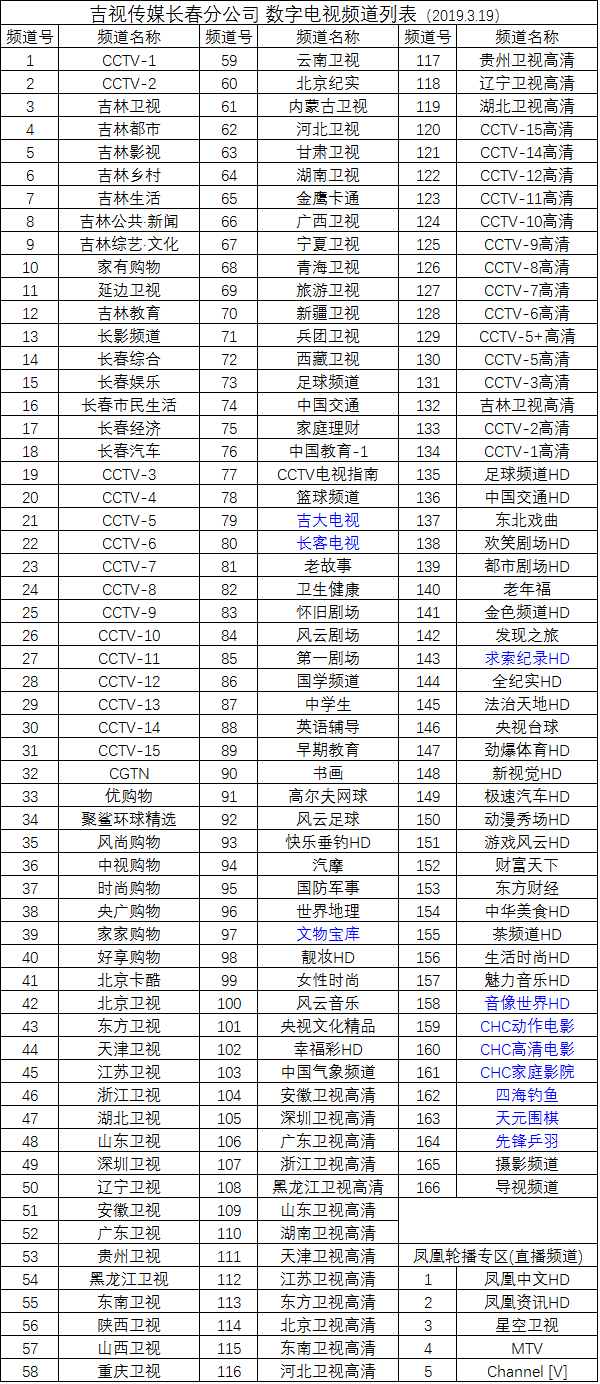 吉视传媒长春分公司 数字电视频道列表（2019.3.19）
频道号 频道名称 频道号 频道名称 频道号 频道名称
1 CCTV-1 59 云南卫视 117 贵州卫视高清
2 CCTV-2 60 北京纪实 118 辽宁卫视高清
3 吉林卫视 61 内蒙古卫视 119 湖北卫视高清
4 吉林都市 62 河北卫视 120 CCTV-15高清
5 吉林影视 63 甘肃卫视 121 CCTV-14高清
6 吉林乡村 64 湖南卫视 122 CCTV-12高清
7 吉林生活 65 金鹰卡通 123 CCTV-11高清
8 吉林公共·新闻 66 广西卫视 124 CCTV-10高清
9 吉林综艺·文化 67 宁夏卫视 125 CCTV-9高清
10 家有购物 68 青海卫视 126 CCTV-8高清
11 延边卫视 69 旅游卫视 127 CCTV-7高清
12 吉林教育 70 新疆卫视 128 CCTV-6高清
13 长影频道 71 兵团卫视 129 CCTV-5+高清
14 长春综合 72 西藏卫视 130 CCTV-5高清
15 长春娱乐 73 足球频道 131 CCTV-3高清
16 长春市民生活 74 中国交通 132 吉林卫视高清
17 长春经济 75 家庭理财 133 CCTV-2高清
18 长春汽车 76 中国教育-1 134 CCTV-1高清
19 CCTV-3 77 CCTV电视指南 135 足球频道HD
20 CCTV-4 78 篮球频道 136 中国交通HD
21 CCTV-5 79 吉大电视 137 东北戏曲
22 CCTV-6 80 长客电视 138 欢笑剧场HD
23 CCTV-7 81 老故事 139 都市剧场HD
24 CCTV-8 82 卫生健康 140 老年福
25 CCTV-9 83 怀旧剧场 141 金色频道HD
26 CCTV-10 84 风云剧场 142 发现之旅
27 CCTV-11 85 第一剧场 143 求索纪录HD
28 CCTV-12 86 国学频道 144 全纪实HD
29 CCTV-13 87 中学生 145 法治天地HD
30 CCTV-14 88 英语辅导 146 央视台球
31 CCTV-15 89 早期教育 147 劲爆体育HD
32 CGTN 90 书画 148 新视觉HD
33 优购物 91 高尔夫网球 149 极速汽车HD
34 聚鲨环球精选 92 风云足球 150 动漫秀场HD
35 风尚购物 93 快乐垂钓HD 151 游戏风云HD
36 中视购物 94 汽摩 152 财富天下
37 时尚购物 95 国防军事 153 东方财经
38 央广购物 96 世界地理 154 中华美食HD
39 家家购物 97 文物宝库 155 茶频道HD
40 好享购物 98 靓妆HD 156 生活时尚HD
41 北京卡酷 99 女性时尚 157 魅力音乐HD
42 北京卫视 100 风云音乐 158 音像世界HD
43 东方卫视 101 央视文化精品 159 CHC动作电影
44 天津卫视 102 幸福彩HD 160 CHC高清电影
45 江苏卫视 103 中国气象频道 161 CHC家庭影院
46 浙江卫视 104 安徽卫视高清 162 四海钓鱼
47 湖北卫视 105 深圳卫视高清 163 天元围棋
48 山东卫视 106 广东卫视高清 164 先锋乒羽
49 深圳卫视 107 浙江卫视高清 165 摄影频道
50 辽宁卫视 108 黑龙江卫视高清 166 导视频道
51 安徽卫视 109 山东卫视高清
52 广东卫视 110 湖南卫视高清
53 贵州卫视 111 天津卫视高清 凤凰轮播专区(直播频道)
54 黑龙江卫视 112 江苏卫视高清 1 凤凰中文HD
55 东南卫视 113 东方卫视高清 2 凤凰资讯HD
56 陕西卫视 114 北京卫视高清 3 星空卫视
57 山西卫视 115 东南卫视高清 4 MTV
58 重庆卫视 116 河北卫视高清 5 Channel [V]